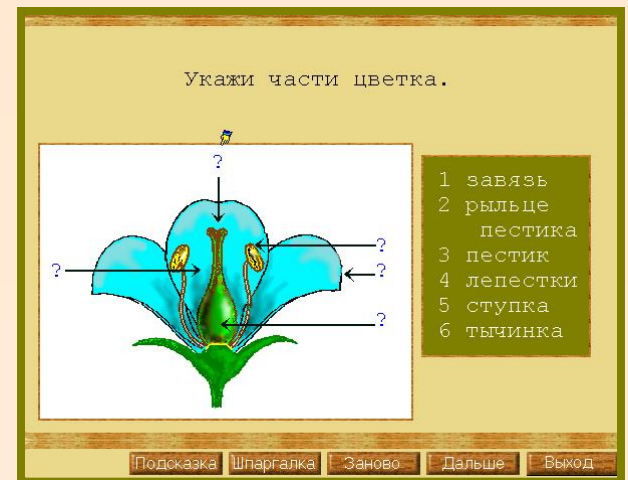 Укажи части цветка.
?
?
?
?
?
1 завязь
2 рыльце
пестика
3 пестик
4 лепестки
5 ступка
6 тычинка
Подсказка Шпаргалка Заново Дальше Выход